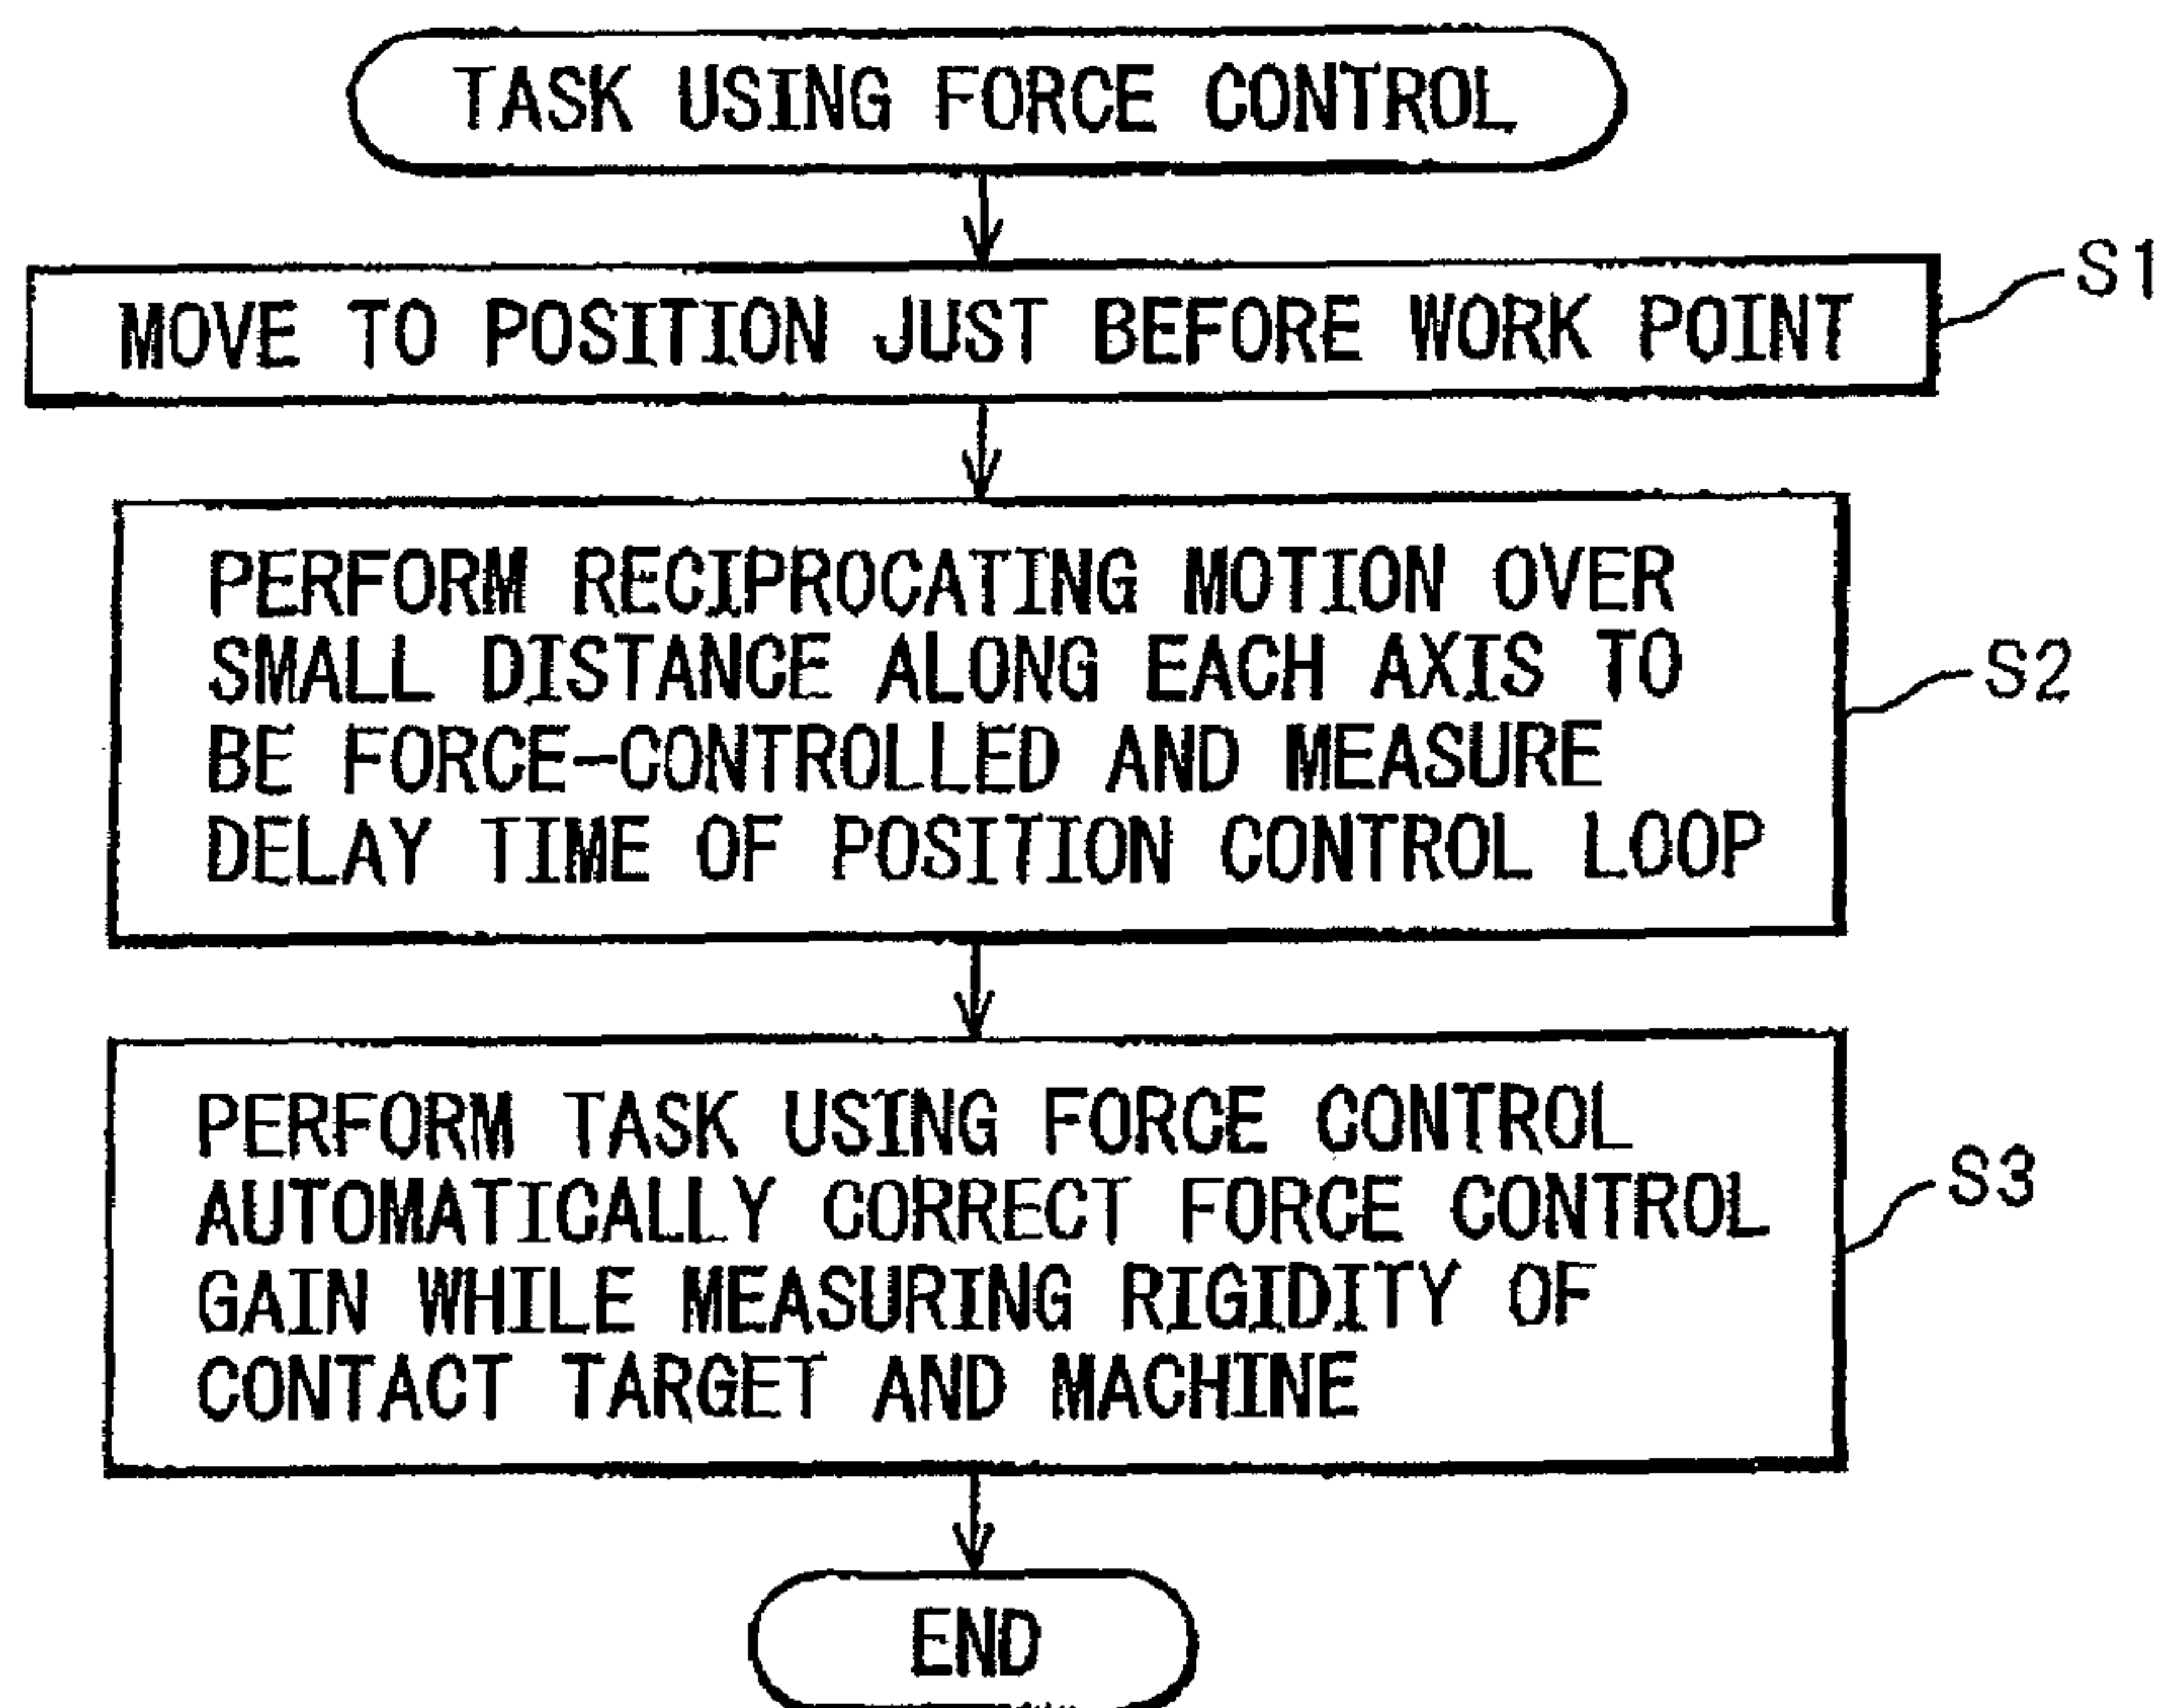 TASK USING FORCE CONTROL
S1
MOVE TO POSITION JUST BEFORE WORK POINT
PERFORM RECIPROCATING MOTION OVER
SMALL DISTANCE ALONG EACH AXIS TO
S2
BE FORCE-CONTROLLED AND MEASURE
DELAY TIME OF POSITION CONTROL LOOP
PERFORM TASK USING FORCE CONTROL
S3
AUTOMATICALLY CORRECT FORCE CONTROL
GAIN WHILE MEASURING RIGIDITY OF
CONTACT TARGET AND MACHINE
END